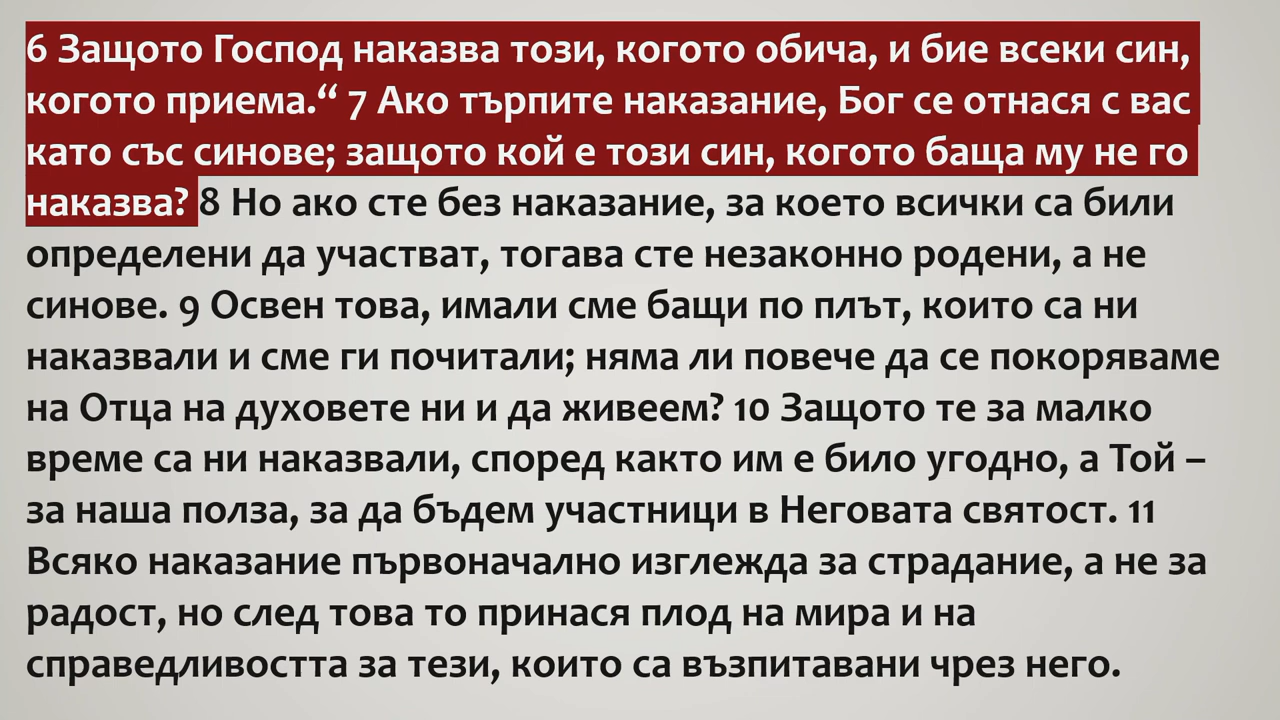 6 Защото Господ наказва този, когото обича, и бие всеки син,
когото приема.“ 7 Ако търпите наказание, Бог се отнася с вас
като със синове; защото кой е този син, когото баща му не го
наказва? 8 Но ако сте без наказание, за което всички са били
определени да участват, тогава сте незаконно родени, а не
синове. 9 Освен това, имали сме бащи по плът, които са ни
наказвали и сме ги почитали; няма ли повече да се покоряваме
на Отца на духовете ни и да живеем? 10 Защото те за малко
време са ни наказвали, според както им е било угодно, а Той –
за наша полза, за да бъдем участници в Неговата святост. 11
Всяко наказание първоначално изглежда за страдание, а не за
радост, но след това то принася плод на мира и на
справедливостта за тези, които са възпитавани чрез него.